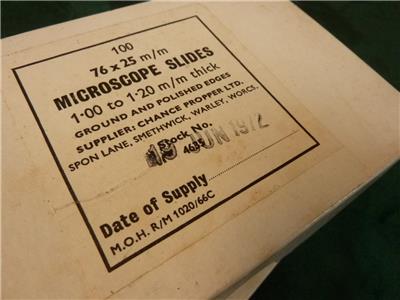 100
76 x 25 m/m
MICROSCOPE SLIDES
1·00 to 1·20 m/m thick
GROUND AND POLISHED EDGES
SUPPLIER: CHANCE PROPPER LTD.
SPON LANE, SMETHWICK, WARLEY, WORCS.
Stock No.
JUN 1972
Date of Supply
M.O.H. R/M 1020/66C